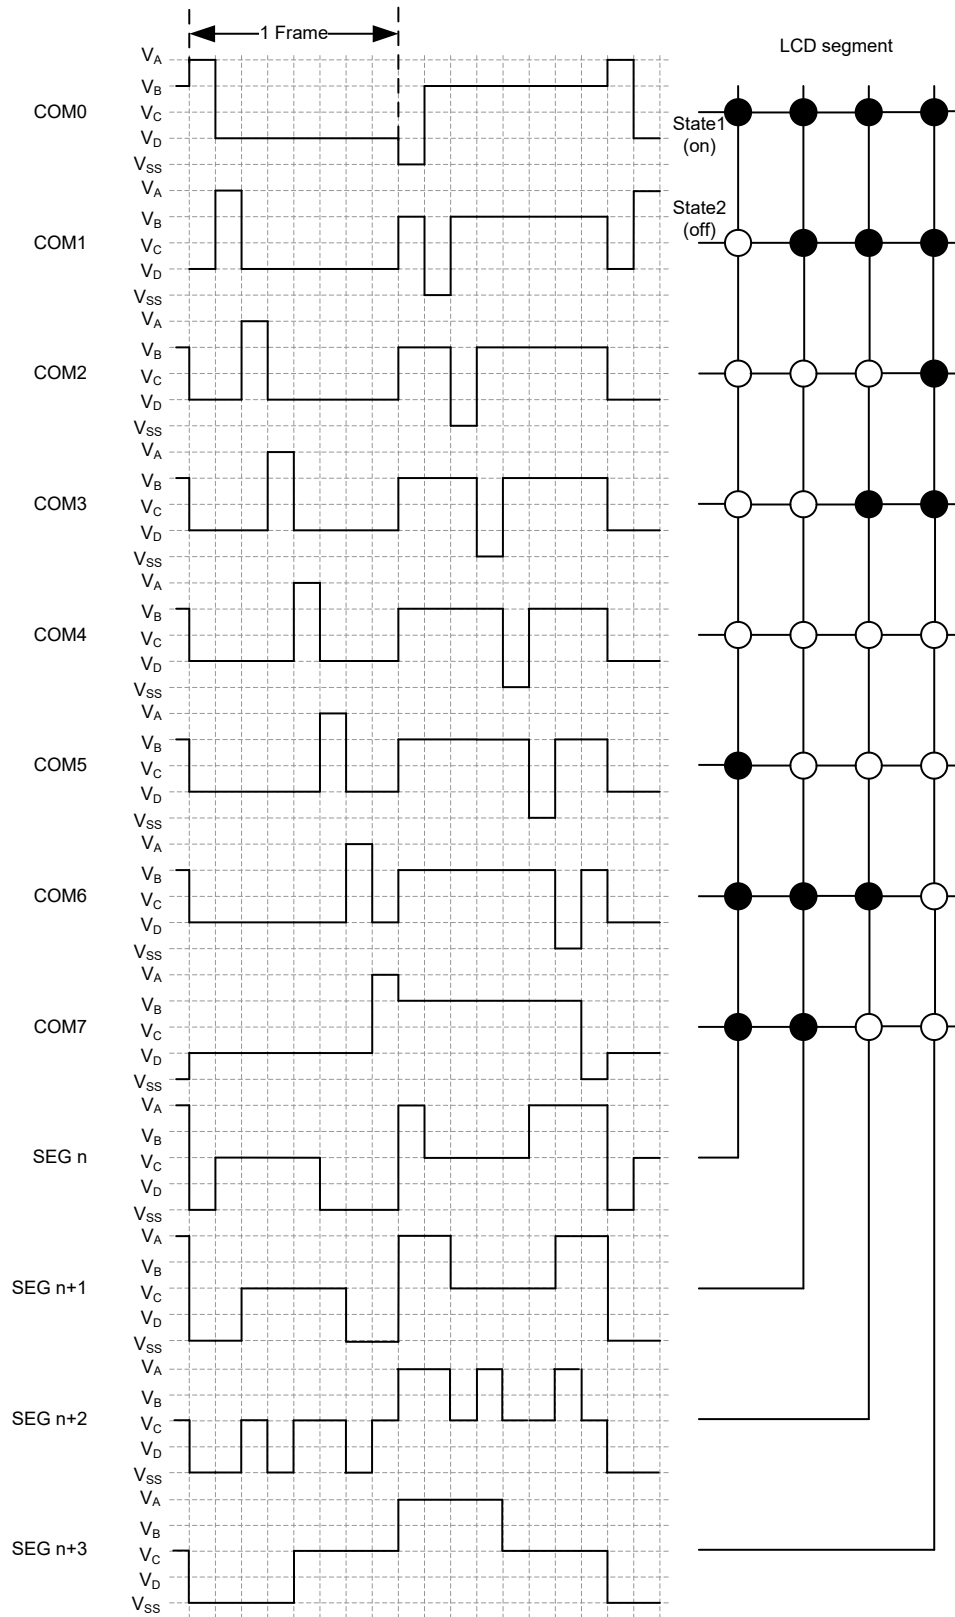 1 Frame
LCD segment
COM0
VA
VB
VC
VD
VSS
State1
(on)
COM1
VA
VB
VC
VD
VSS
State2
(off)
COM2
VA
VB
VC
VD
VSS
COM3
VA
VB
VC
VD
VSS
COM4
VA
VB
VC
VD
VSS
COM5
VA
VB
VC
VD
VSS
COM6
VA
VB
VC
VD
VSS
COM7
VA
VB
VC
VD
VSS
SEG n
VA
VB
VC
VD
VSS
SEG n+1
VA
VB
VC
VD
VSS
SEG n+2
VA
VB
VC
VD
VSS
SEG n+3
VA
VB
VC
VD
VSS